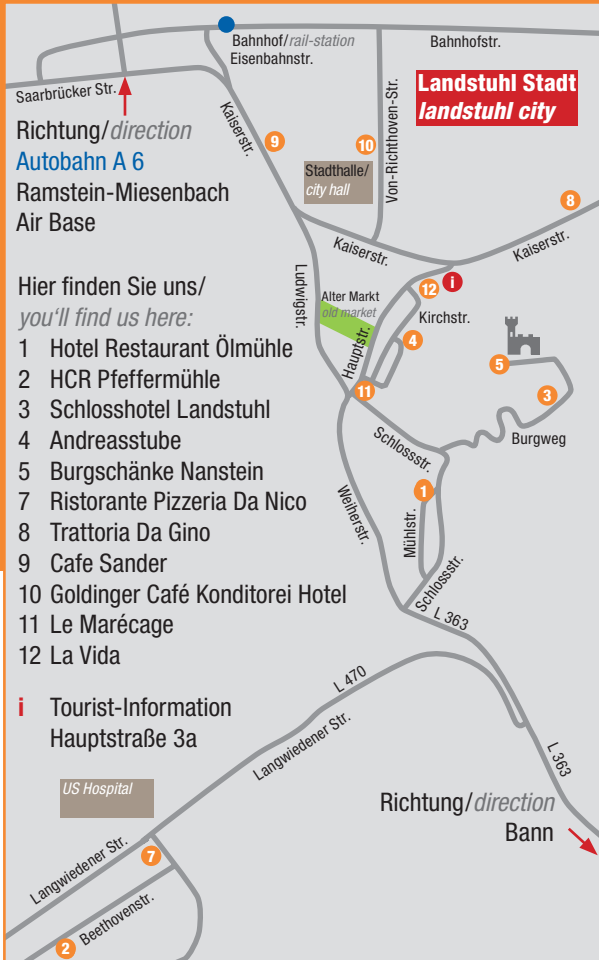 Bahnhof/rail-station
Eisenbahnstr.
Bahnhofstr.
Saarbrücker Str.
Kaiserstr.
Von-Richthoven-Str.
Landstuhl Stadt
landstuhl city
Richtung/direction
Autobahn A 6
Ramstein-Miesenbach
Air Base
9
10
Stadthalle/
city hall
8
Kaiserstr.
Kaiserstr.
Ludwigstr.
12
i
Alter Markt
old market
Kirchstr.
Hauptstr.
4
5
3
11
Schlossstr.
Burgweg
Hier finden Sie uns/
you'll find us here:
1 Hotel Restaurant Ölmühle
2 HCR Pfeffermühle
3 Schlosshotel Landstuhl
4 Andreasstube
5 Burgschänke Nanstein
7 Ristorante Pizzeria Da Nico
8 Trattoria Da Gino
9 Cafe Sander
10 Goldinger Café Konditorei Hotel
11 Le Marécage
12 La Vida
i Tourist-Information
Hauptstraße 3a
1
Weiherstr.
Mühlstr.
Schlossstr.
L 363
L 470
Langwiedener Str.
L 363
US Hospital
Richtung/direction
Bann
Langwiedener Str.
7
Beethovenstr.
2